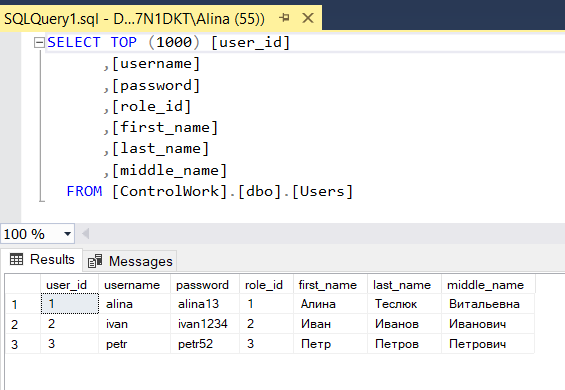 SQLQuery1.sql - D...7N1DKT\Alina (55))
SELECT TOP (1000) [user_id]
,[username]
,[password]
,[role_id]
,[first_name]
,[last_name]
,[middle_name]
FROM [ControlWork].[dbo].[Users]
100 %
Results Messages
user_id username password role_id first_name last_name middle_name
1 1 alina alina13 1 Алина Теслюк Витальевна
2 2 ivan ivan1234 2 Иван Иванов Иванович
3 3 petr petr52 3 Петр Петров Петрович